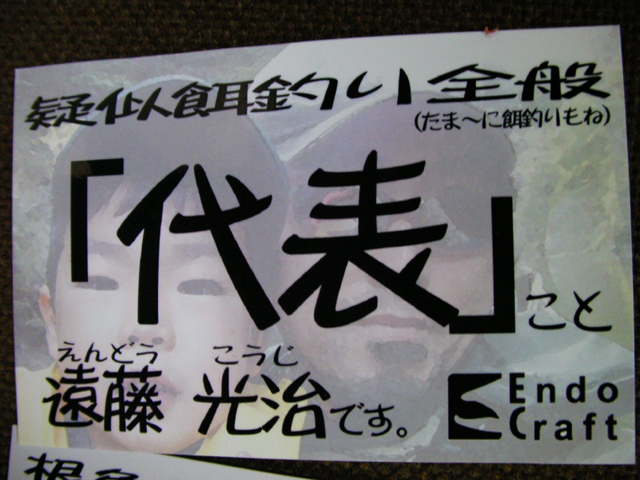 疑似餌釣り全般
(たま〜に餌釣りもね)
「代表」こと
えんどう こうじ
遠藤 光治です。
Endo
Craft